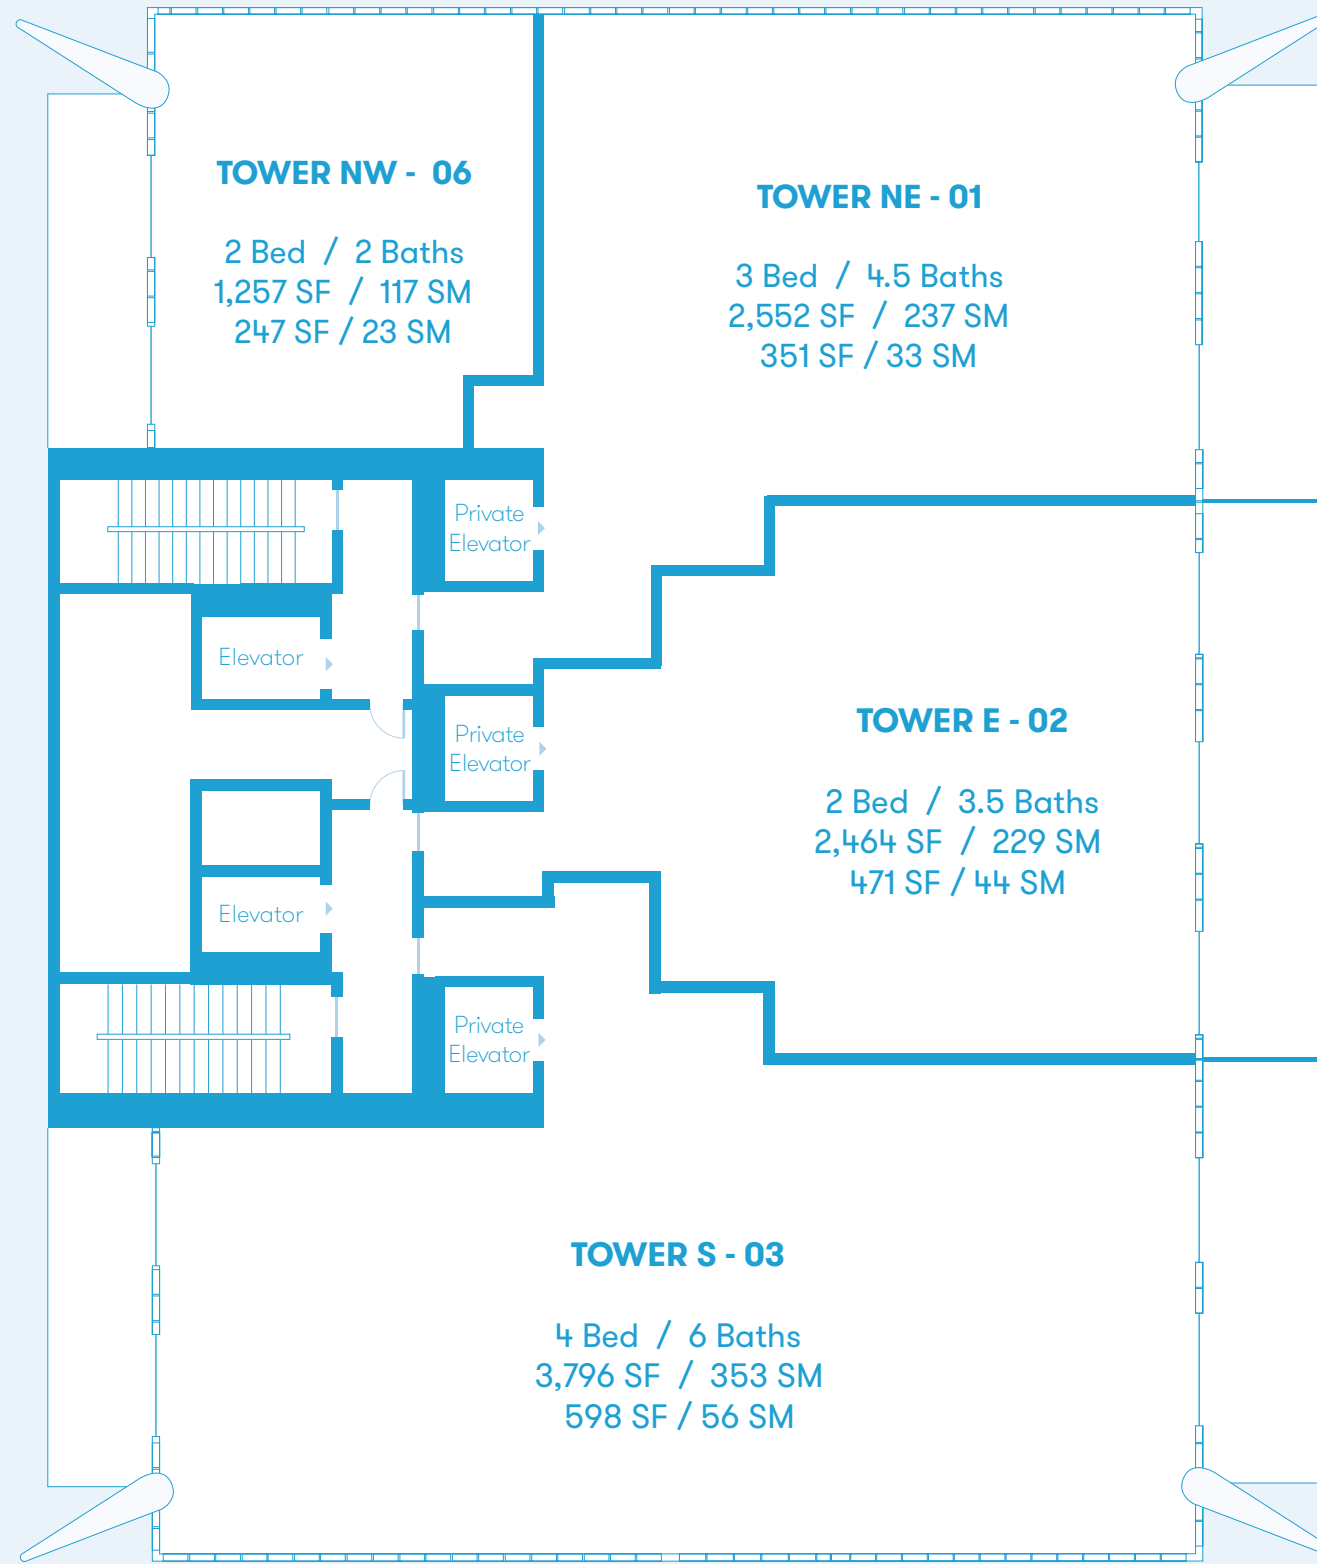 TOWER NW - 06
2 Bed / 2 Baths
1,257 SF / 117 SM
247 SF / 23 SM
TOWER NE - 01
3 Bed / 4.5 Baths
2,552 SF / 237 SM
351 SF / 33 SM
Private
Elevator
Elevator
Private
Elevator
TOWER E - 02
2 Bed / 3.5 Baths
2,464 SF / 229 SM
471 SF / 44 SM
Elevator
Private
Elevator
TOWER S - 03
4 Bed / 6 Baths
3,796 SF / 353 SM
598 SF / 56 SM